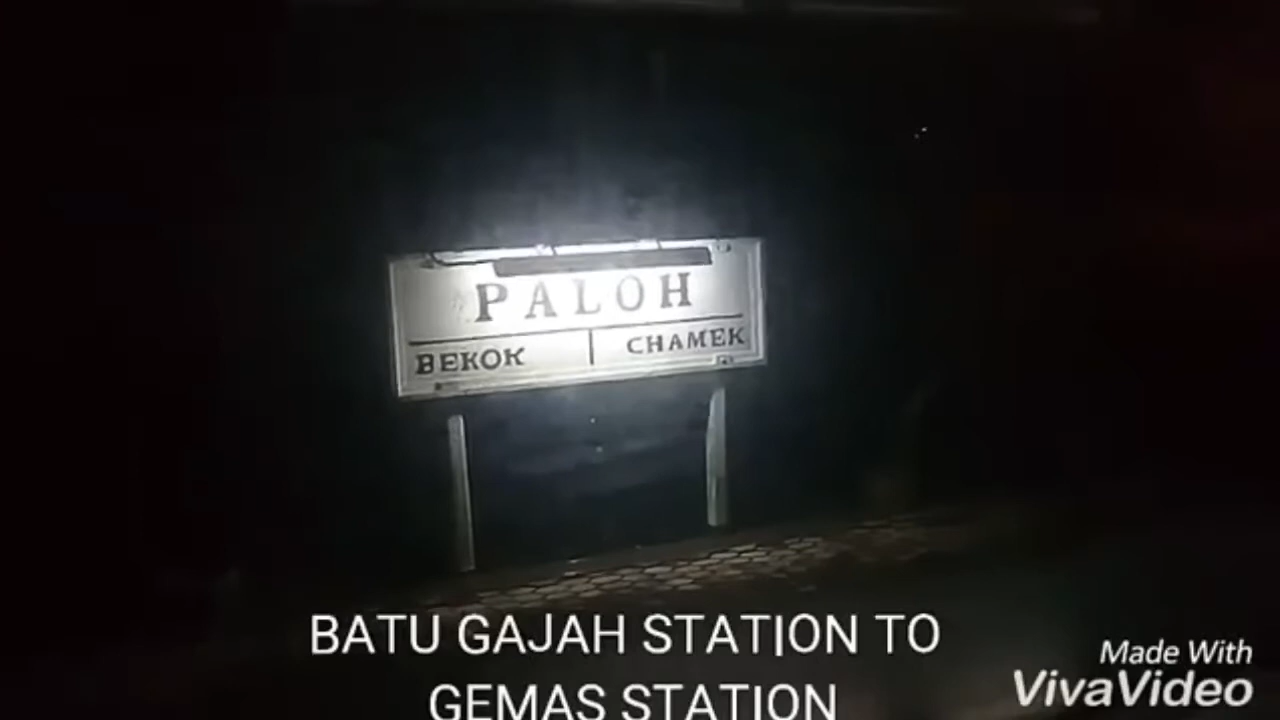 PALOH
BEKOK CHAMEK
BATU GAJAH STATION TO
GEMAS STATION
Made With
VivaVideo